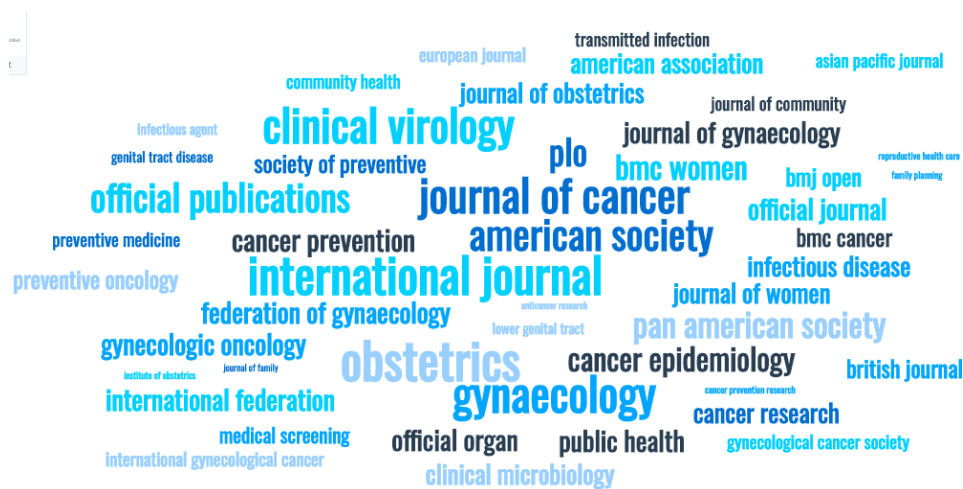 transmitted infection
european journal
american association
asian pacific journal
community health
journal of obstetrics
journal of community
clinical virology
infectious agent
journal of gynaecology
genital tract disease
society of preventive
plo
bmc women
reproductive health care
family planning
bmj open
official publications
journal of cancer
official journal
preventive medicine
cancer prevention
american society
bmc cancer
international journal
infectious disease
preventive oncology
journal of women
anticancer research
federation of gynaecology
lower genital tract
pan american society
gynecologic oncology
obstetrics
cancer epidemiology
journal of family
british journal
institute of obstetrics
gynaecology
cancer prevention research
international federation
cancer research
medical screening
official organ
public health
gynecological cancer society
international gynecological cancer
clinical microbiology